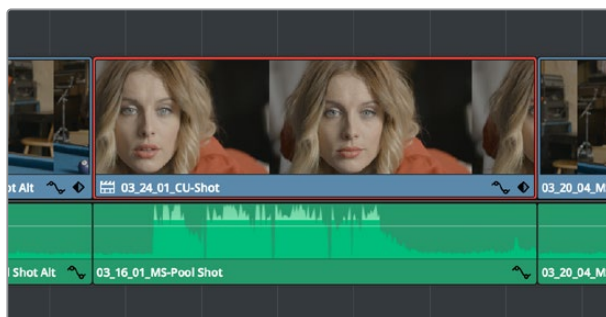 ot Alt
03_24_01_CU-Shot
03_20_04_M
l Shot Alt
03_16_01_MS-Pool Shot
03_20_04_M